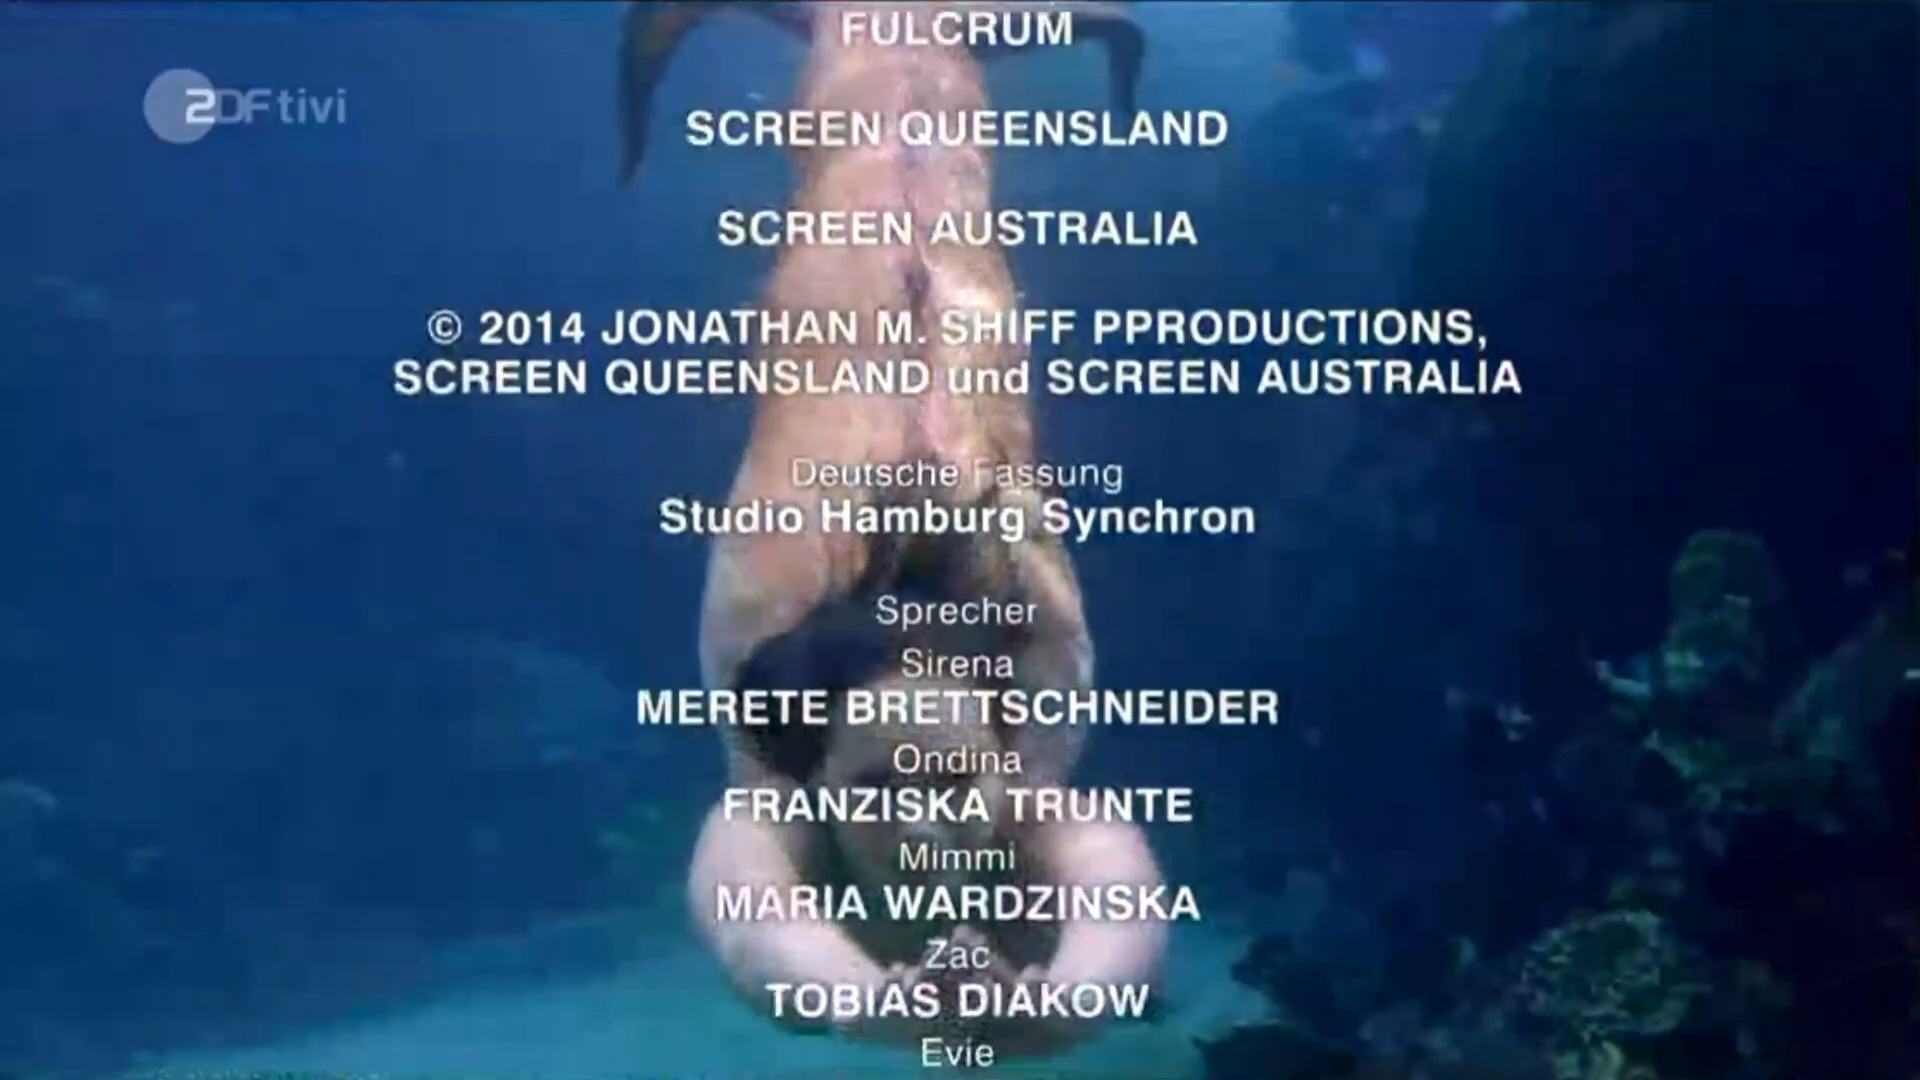 FULCRUM
ZDFtivi
SCREEN QUEENSLAND
SCREEN AUSTRALIA
© 2014 JONATHAN M. SHIFF PPRODUCTIONS,
SCREEN QUEENSLAND und SCREEN AUSTRALIA
Deutsche Fassung
Studio Hamburg Synchron
Sprecher
Sirena
MERETE BRETTSCHNEIDER
Ondina
FRANZISKA TRUNTE
Mimmi
MARIA WARDZINSKA
Zac
TOBIAS DIAKOW
Evie